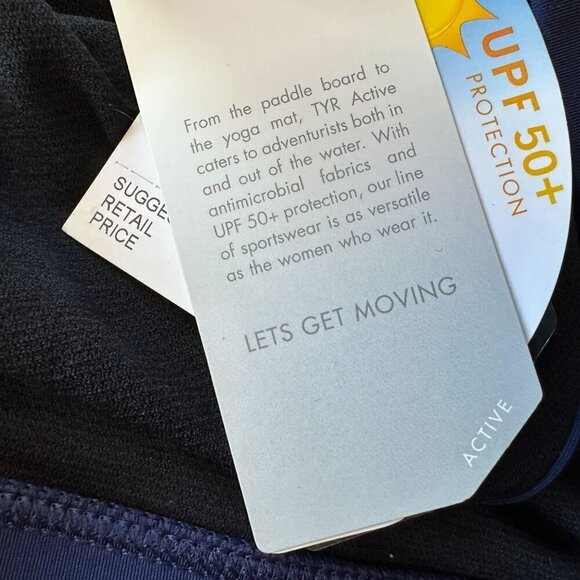 From the paddle board to
the yoga mat, TYR Active
caters to adventurists both in
and out of the water. With
antimicrobial fabrics and
UPF 50+ protection, our line
of sportswear is as versatile
as the women who wear it.
LETS GET MOVING
ACTIVE
UPF 50+
PROTECTION
RETAIL
PRICE